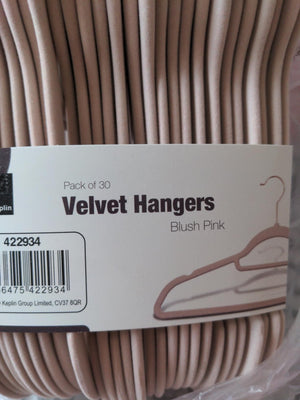 Pack of 30
Velvet Hangers
Blush Pink
422934
6475 422934
Keplin Group Limited, CV37 8QR